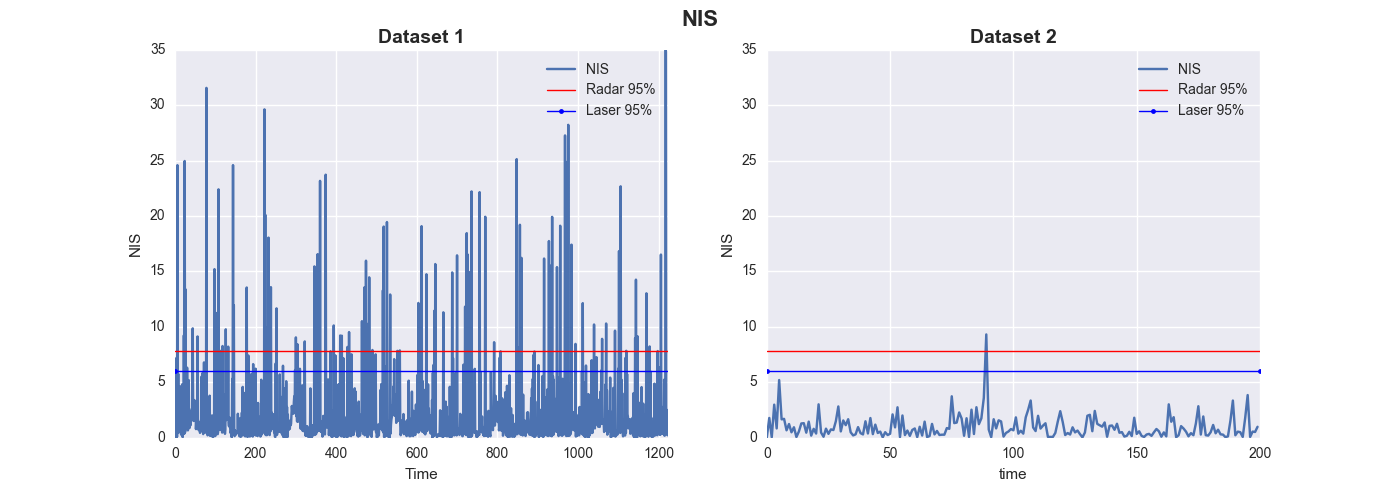 NIS
Dataset 1
35
30
25
20
15
10
5
0
NIS
0 200 400 600 800 1000 1200
Time
NIS
Radar 95%
Laser 95%
Dataset 2
35
30
25
20
15
10
5
0
NIS
0 50 100 150 200
time
NIS
Radar 95%
Laser 95%